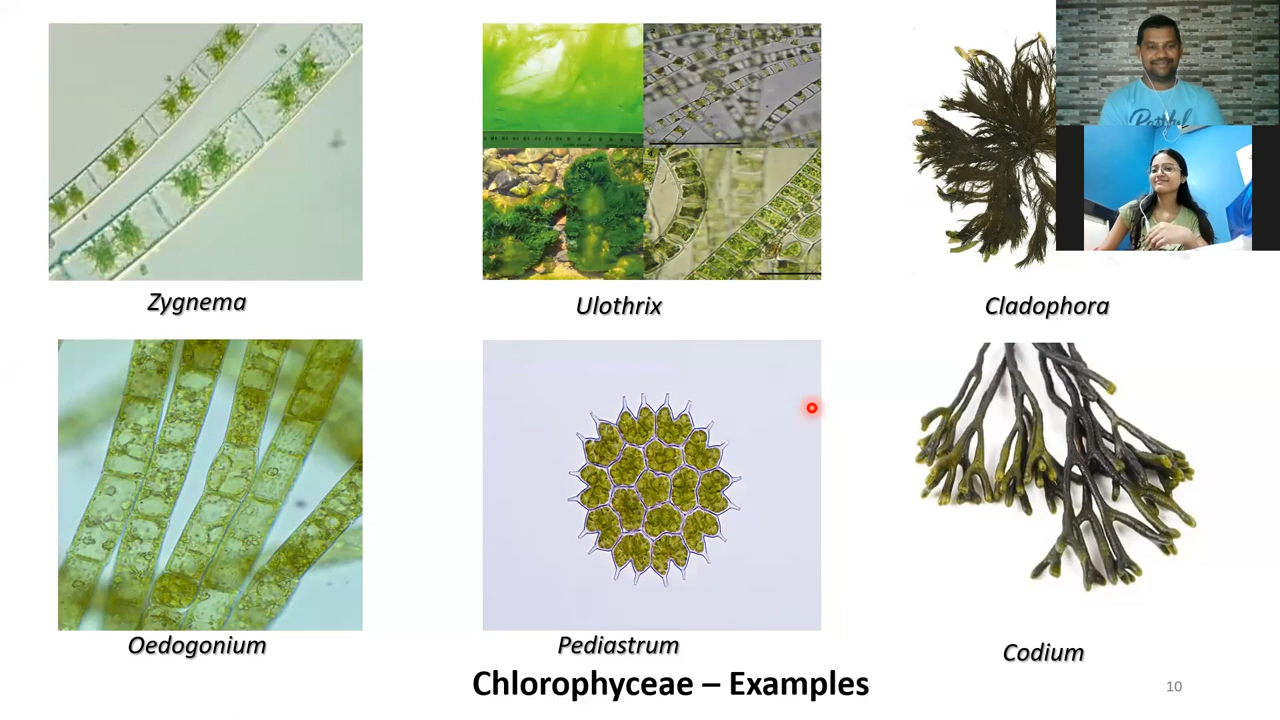 Zygnema
Ulothrix
Cladophora
Oedogonium
Pediastrum
Codium
Chlorophyceae – Examples
10